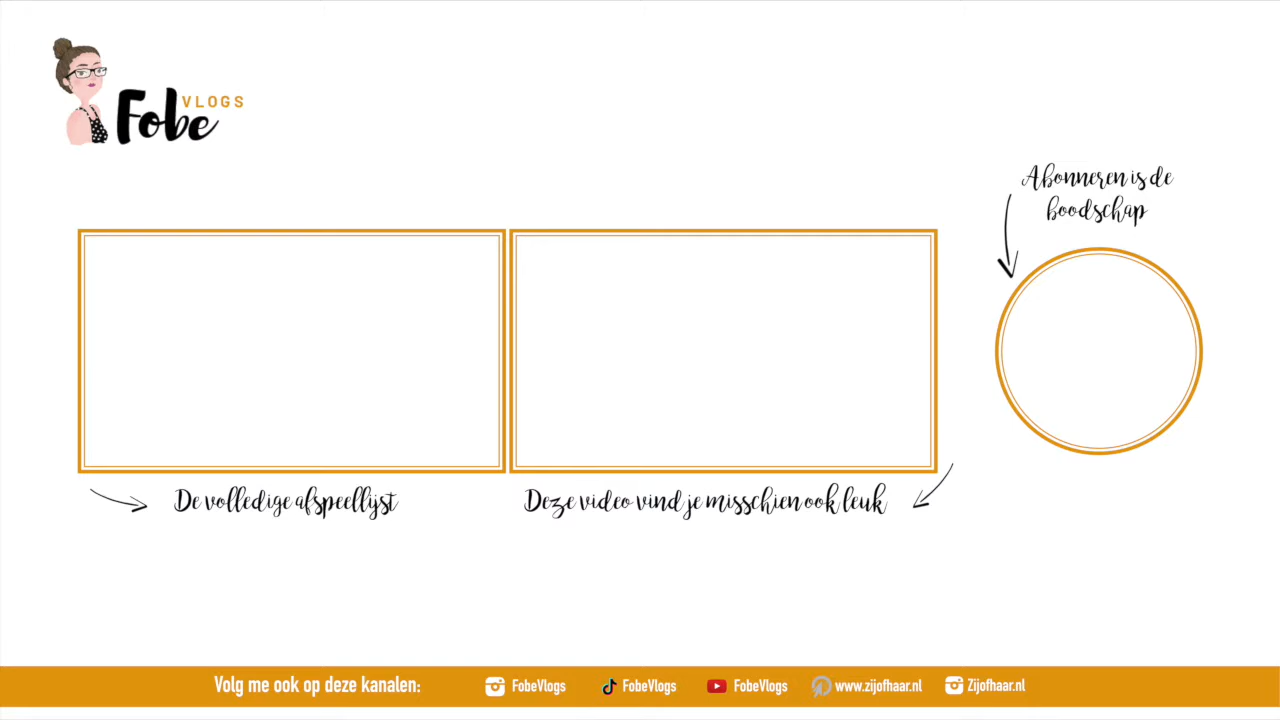 VLOGS
Fobe
Abonneren is de
boodschap
De volledige afspeellijst
Deze video vind je misschien ook leuk
Volg me ook op deze kanalen: FobeVlogs FobeVlogs FobeVlogs www.zijofhaar.nl Zijofhaar.nl